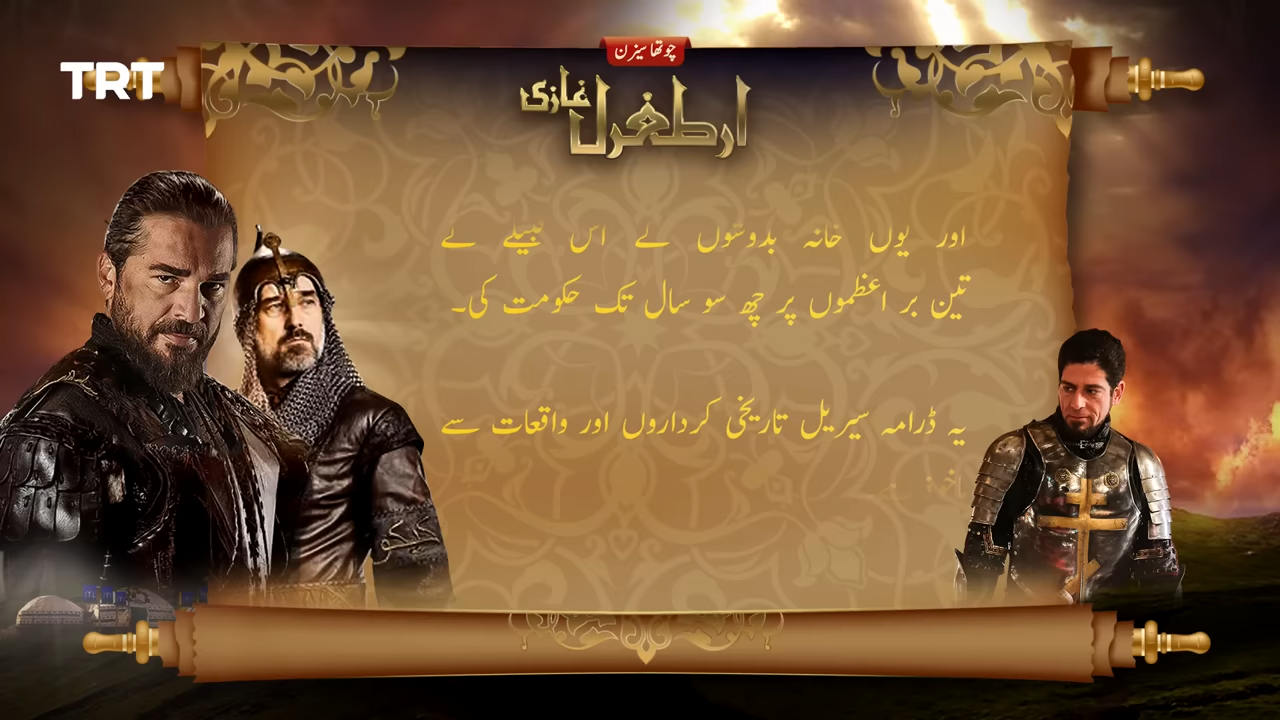 TRT
چوتھا سیزن
ارطغرل غازی
اور یوں خانہ بدوشوں کے اس قبیلے نے
تین بر اعظموں پر چھ سو سال تک حکومت کی۔
یہ ڈرامہ سیریل تاریخی کرداروں اور واقعات سے